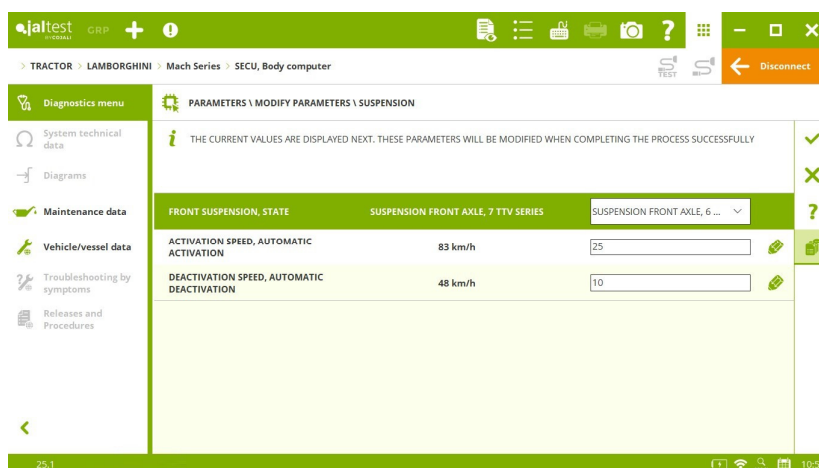 jaltest GRP
BY COJALI
TRACTOR > LAMBORGHINI > Mach Series > SECU, Body computer
TEST
Disconnect
Diagnostics menu
PARAMETERS \ MODIFY PARAMETERS \ SUSPENSION
System technical data
THE CURRENT VALUES ARE DISPLAYED NEXT. THESE PARAMETERS WILL BE MODIFIED WHEN COMPLETING THE PROCESS SUCCESSFULLY
Diagrams
Maintenance data
FRONT SUSPENSION, STATE SUSPENSION FRONT AXLE, 7 TTV SERIES SUSPENSION FRONT AXLE, 6 ...
Vehicle/vessel data
ACTIVATION SPEED, AUTOMATIC
ACTIVATION
83 km/h 25
Troubleshooting by
symptoms
DEACTIVATION SPEED, AUTOMATIC
DEACTIVATION
48 km/h 10
Releases and
Procedures
25.1